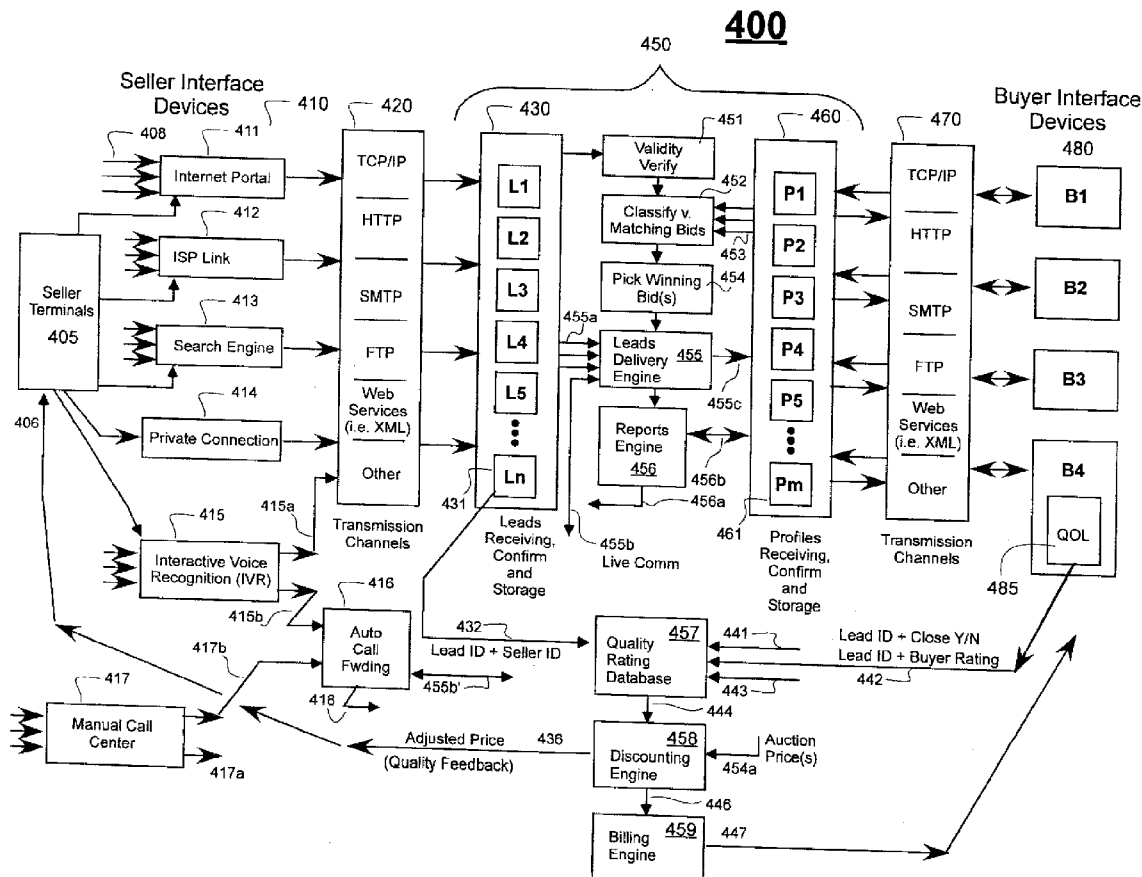 400
450
Seller Interface
Devices
410
408
411
Internet Portal
412
ISP Link
413
Search Engine
414
Private Connection
Seller
Terminals
405
406
415
Interactive Voice
Recognition (IVR)
415a
415b
416
Auto
Call
Fwding
417
Manual Call
Center
417a
417b
418
455b'
420
TCP/IP
HTTP
SMTP
FTP
Web
Services
(i.e. XML)
Other
Transmission
Channels
430
L1
L2
L3
L4
L5
Ln
431
Leads
Receiving,
Confirm
and
Storage
432
Lead ID + Seller ID
451
Validity
Verify
452
Classify v.
Matching Bids
453
454
Pick Winning
Bid(s)
455a
Leads 455
Delivery
Engine
455c
Reports
Engine
456
456b
456a
455b
Live Comm
460
P1
P2
P3
P4
P5
Pm
461
Profiles
Receiving,
Confirm
and
Storage
470
TCP/IP
HTTP
SMTP
FTP
Web
Services
(i.e. XML)
Other
Transmission
Channels
Buyer Interface
Devices
480
B1
B2
B3
B4
QOL
485
457
Quality
Rating
Database
441
Lead ID + Close Y/N
Lead ID + Buyer Rating
442
443
444
458
Discounting
Engine
Auction
Price(s)
454a
Adjusted Price 436
(Quality Feedback)
446
459
Billing
Engine
447